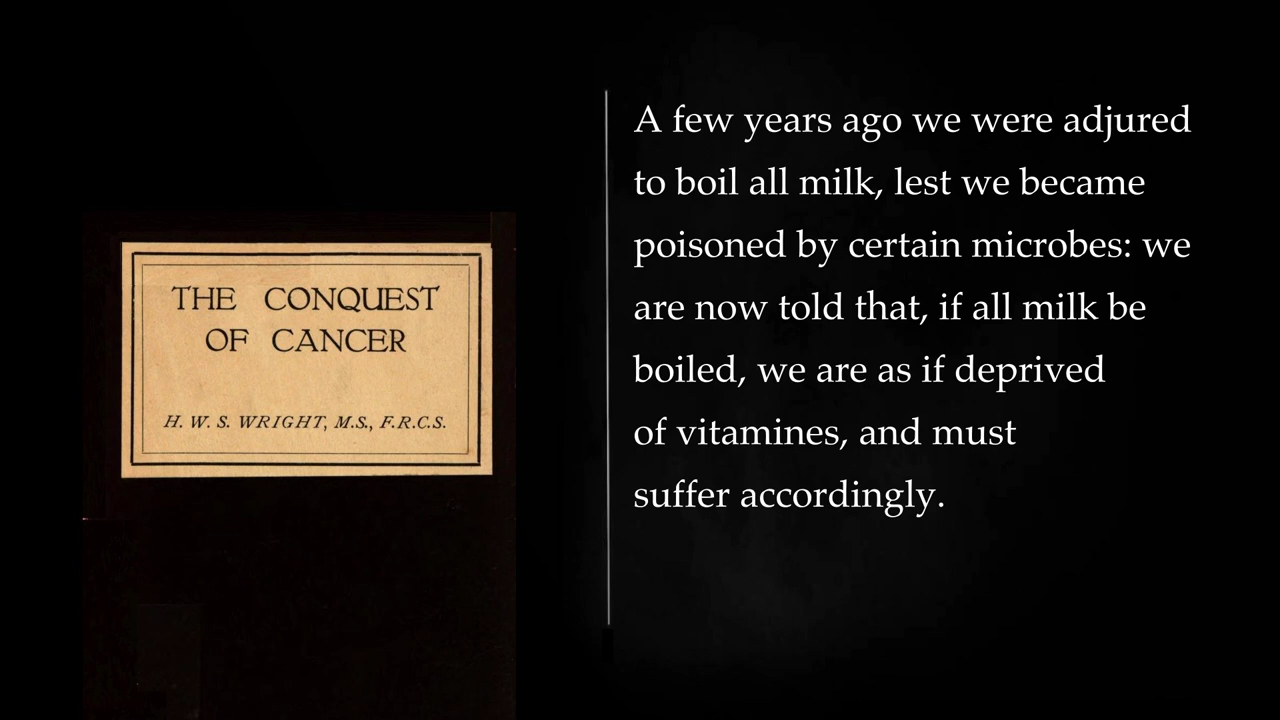 THE CONQUEST
OF CANCER
H. W. S. WRIGHT, M.S., F.R.C.S.
A few years ago we were adjured
to boil all milk, lest we became
poisoned by certain microbes: we
are now told that, if all milk be
boiled, we are as if deprived
of vitamines, and must
suffer accordingly.